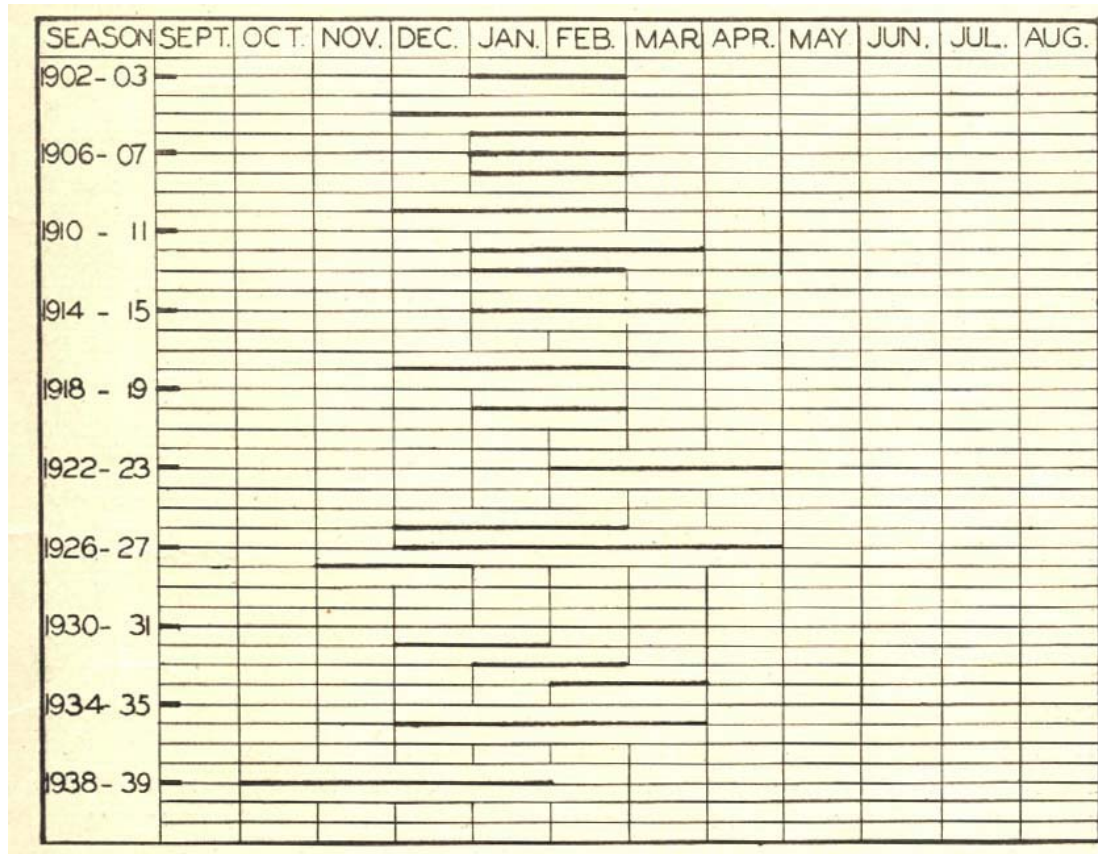 SEASON SEPT. OCT. NOV. DEC. JAN. FEB. MAR. APR. MAY JUN. JUL. AUG.
1902-03
1906-07
1910 - 11
1914 - 15
1918 - 19
1922-23
1926-27
1930-31
1934-35
1938-39